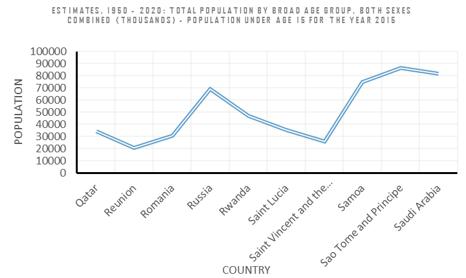 ESTIMATES, 1950 - 2020: TOTAL POPULATION BY BROAD AGE GROUP, BOTH SEXES
COMBINED (THOUSANDS) - POPULATION UNDER AGE 15 FOR THE YEAR 2015
100000
90000
80000
70000
60000
50000
40000
30000
20000
10000
0
POPULATION
Qatar
Reunion
Romania
Russia
Rwanda
Saint Lucia
Saint Vincent and the...
Samoa
Sao Tome and Principe
Saudi Arabia
COUNTRY